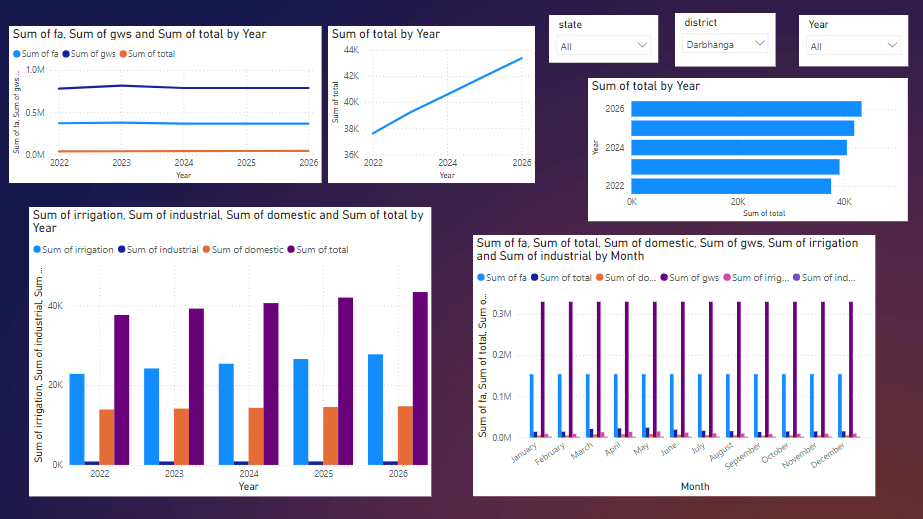 Sum of fa, Sum of gws and Sum of total by Year
Sum of fa Sum of gws Sum of total
Sum of fa, Sum of gws ...
1.0M
0.5M
0.0M
2022 2023 2024 2025 2026
Year
Sum of total by Year
Sum of total
44K
42K
40K
38K
36K
2022 2024 2026
Year
state
All
district
Darbhanga
Year
All
Sum of total by Year
Year
2026
2024
2022
0K 20K 40K
Sum of total
Sum of irrigation, Sum of industrial, Sum of domestic and Sum of total by
Year
Sum of irrigation Sum of industrial Sum of domestic Sum of total
Sum of irrigation, Sum of industrial, Sum ...
40K
20K
0K
2022 2023 2024 2025 2026
Year
Sum of fa, Sum of total, Sum of domestic, Sum of gws, Sum of irrigation
and Sum of industrial by Month
Sum of fa Sum of total Sum of do... Sum of gws Sum of irrig... Sum of ind...
Sum of fa, Sum of total, Sum o...
0.3M
0.2M
0.1M
0.0M
January February March April May June July August September October November December
Month